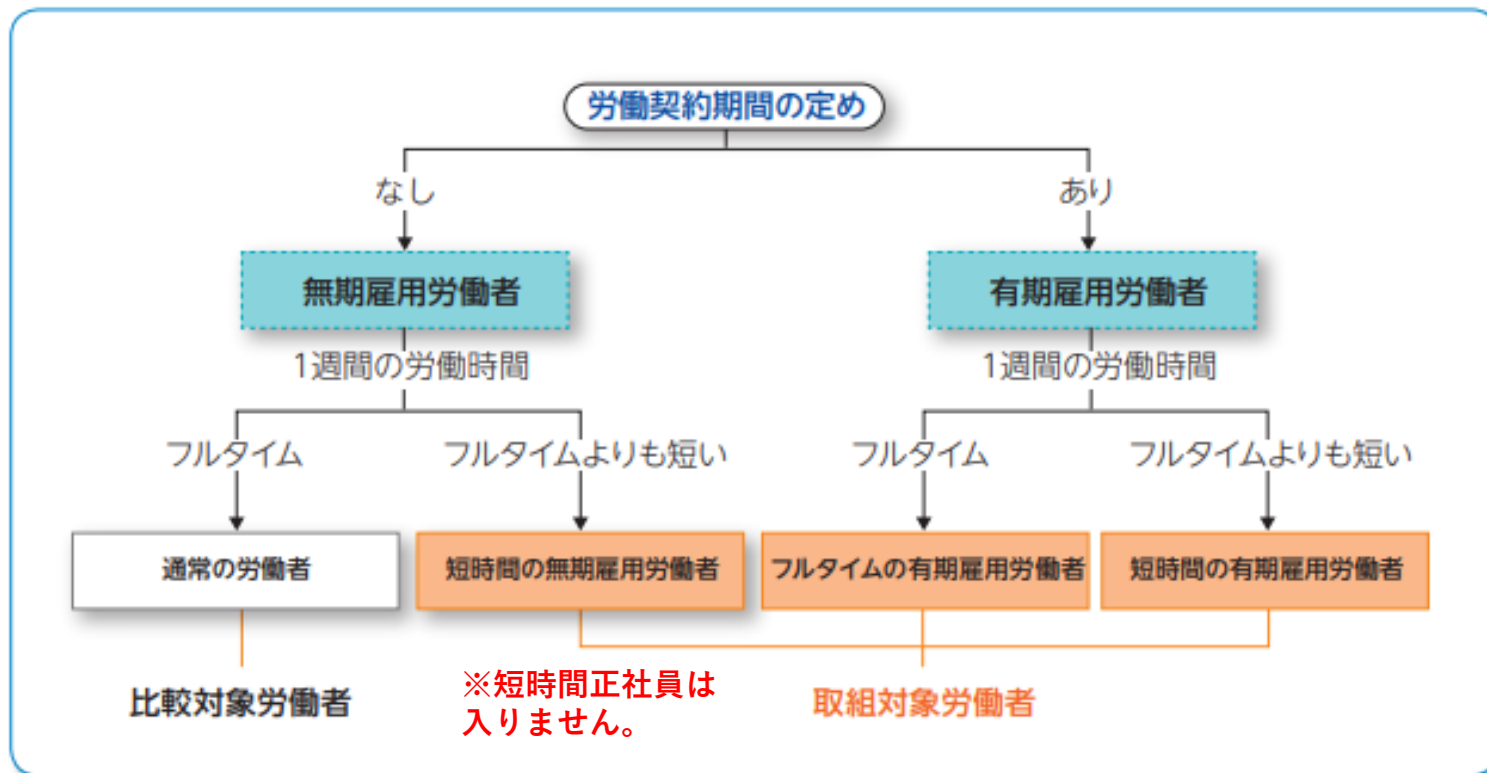 労働契約期間の定め
なし
あり
無期雇用労働者
有期雇用労働者
1週間の労働時間
1週間の労働時間
フルタイム
フルタイムよりも短い
フルタイム
フルタイムよりも短い
通常の労働者
短時間の無期雇用労働者
フルタイムの有期雇用労働者
短時間の有期雇用労働者
比較対象労働者
※短時間正社員は
入りません。
取組対象労働者